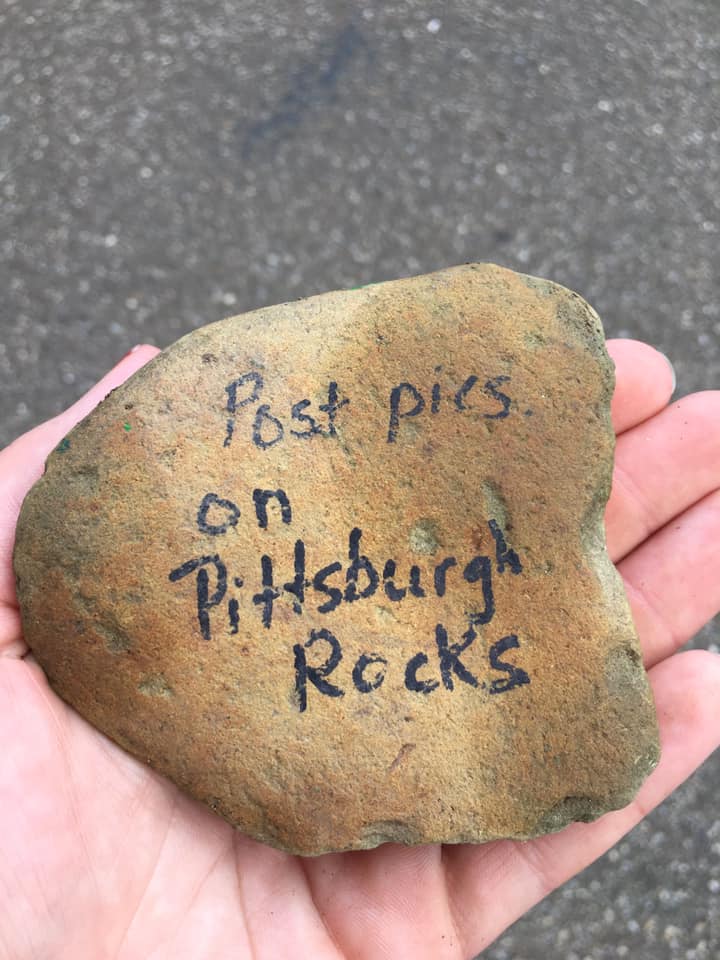 Post pics.
on
Pittsburgh
Rocks